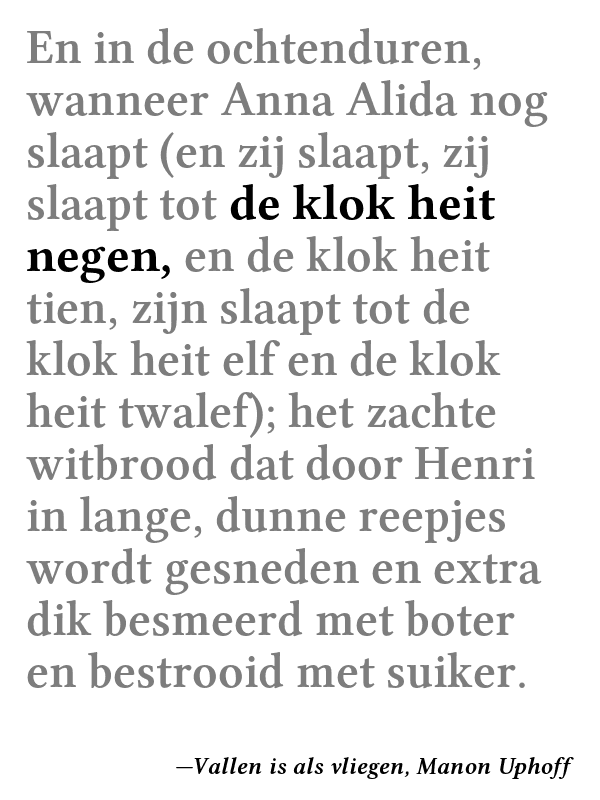 En in de ochtenduren,
wanneer Anna Alida nog
slaapt (en zij slaapt, zij
slaapt tot de klok heit
negen, en de klok heit
tien, zijn slaapt tot de
klok heit elf en de klok
heit twalef); het zachte
witbrood dat door Henri
in lange, dunne reepjes
wordt gesneden en extra
dik besmeerd met boter
en bestrooid met suiker.
—Vallen is als vliegen, Manon Uphoff